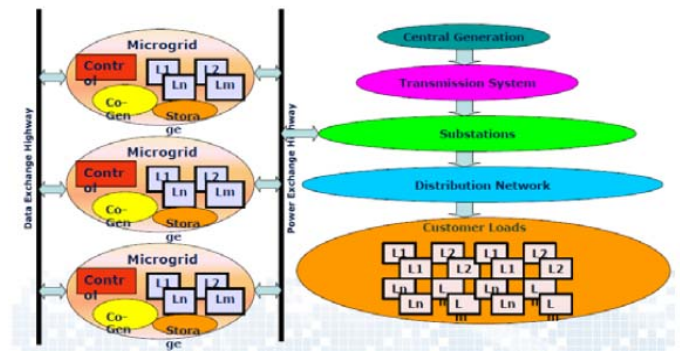 Data Exchange Highway
Microgrid
Contr
ol
L1
L2
Ln
Lm
Co-
Gen
Stora
ge
Microgrid
Contr
ol
L1
L2
Ln
Lm
Co-
Gen
Stora
ge
Microgrid
Contr
ol
L1
L2
Ln
Lm
Co-
Gen
Stora
ge
Power Exchange Highway
Central Generation
Transmission System
Substations
Distribution Network
Customer Loads
L1
L2
L1
L2
L1
L2
L1
L2
Ln
L
m
Ln
L
m
Ln
L
m
Ln
L
m